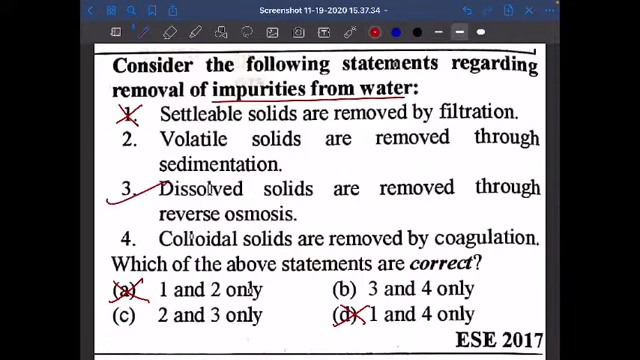 Screenshot 11-19-2020 15.37.34
Consider the following statements regarding
removal of impurities from water:
1. Settleable solids are removed by filtration.
2. Volatile solids are removed through
sedimentation.
3. Dissolved solids are removed through
reverse osmosis.
4. Colloidal solids are removed by coagulation.
Which of the above statements are correct?
(a) 1 and 2 only (b) 3 and 4 only
(c) 2 and 3 only (d) 1 and 4 only
ESE 2017